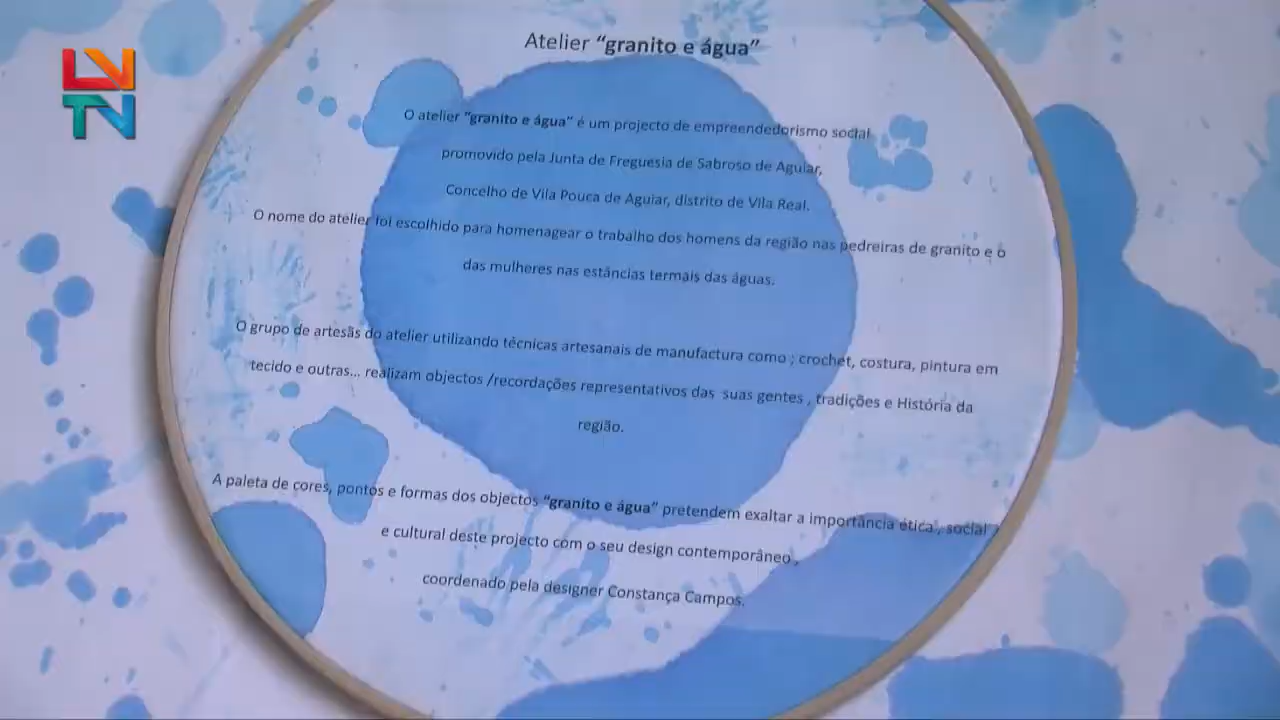 LVTV
Atelier “granito e água”
O atelier “granito e água” é um projecto de empreendedorismo social
promovido pela Junta de Freguesia de Sabroso de Aguiar,
Concelho de Vila Pouca de Aguiar, distrito de Vila Real.
O nome do atelier foi escolhido para homenagear o trabalho dos homens da região nas pedreiras de granito e o
das mulheres nas estâncias termais das águas.
O grupo de artesãs do atelier utilizando técnicas artesanais de manufactura como ; crochet, costura, pintura em
tecido e outras... realizam objectos /recordações representativos das suas gentes , tradições e História da
região.
A paleta de cores, pontos e formas dos objectos “granito e água” pretendem exaltar a importância ética , social ,
e cultural deste projecto com o seu design contemporâneo ,
coordenado pela designer Constança Campos.